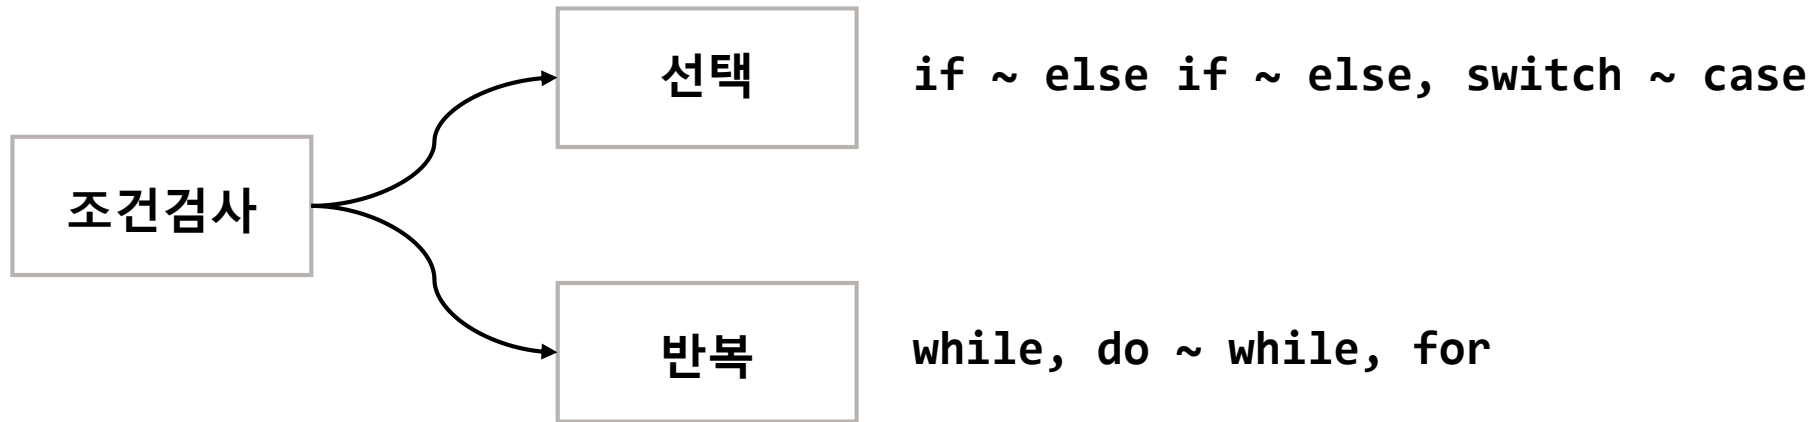 선택
if ~ else if ~ else, switch ~ case
조건검사
반복
while, do ~ while, for